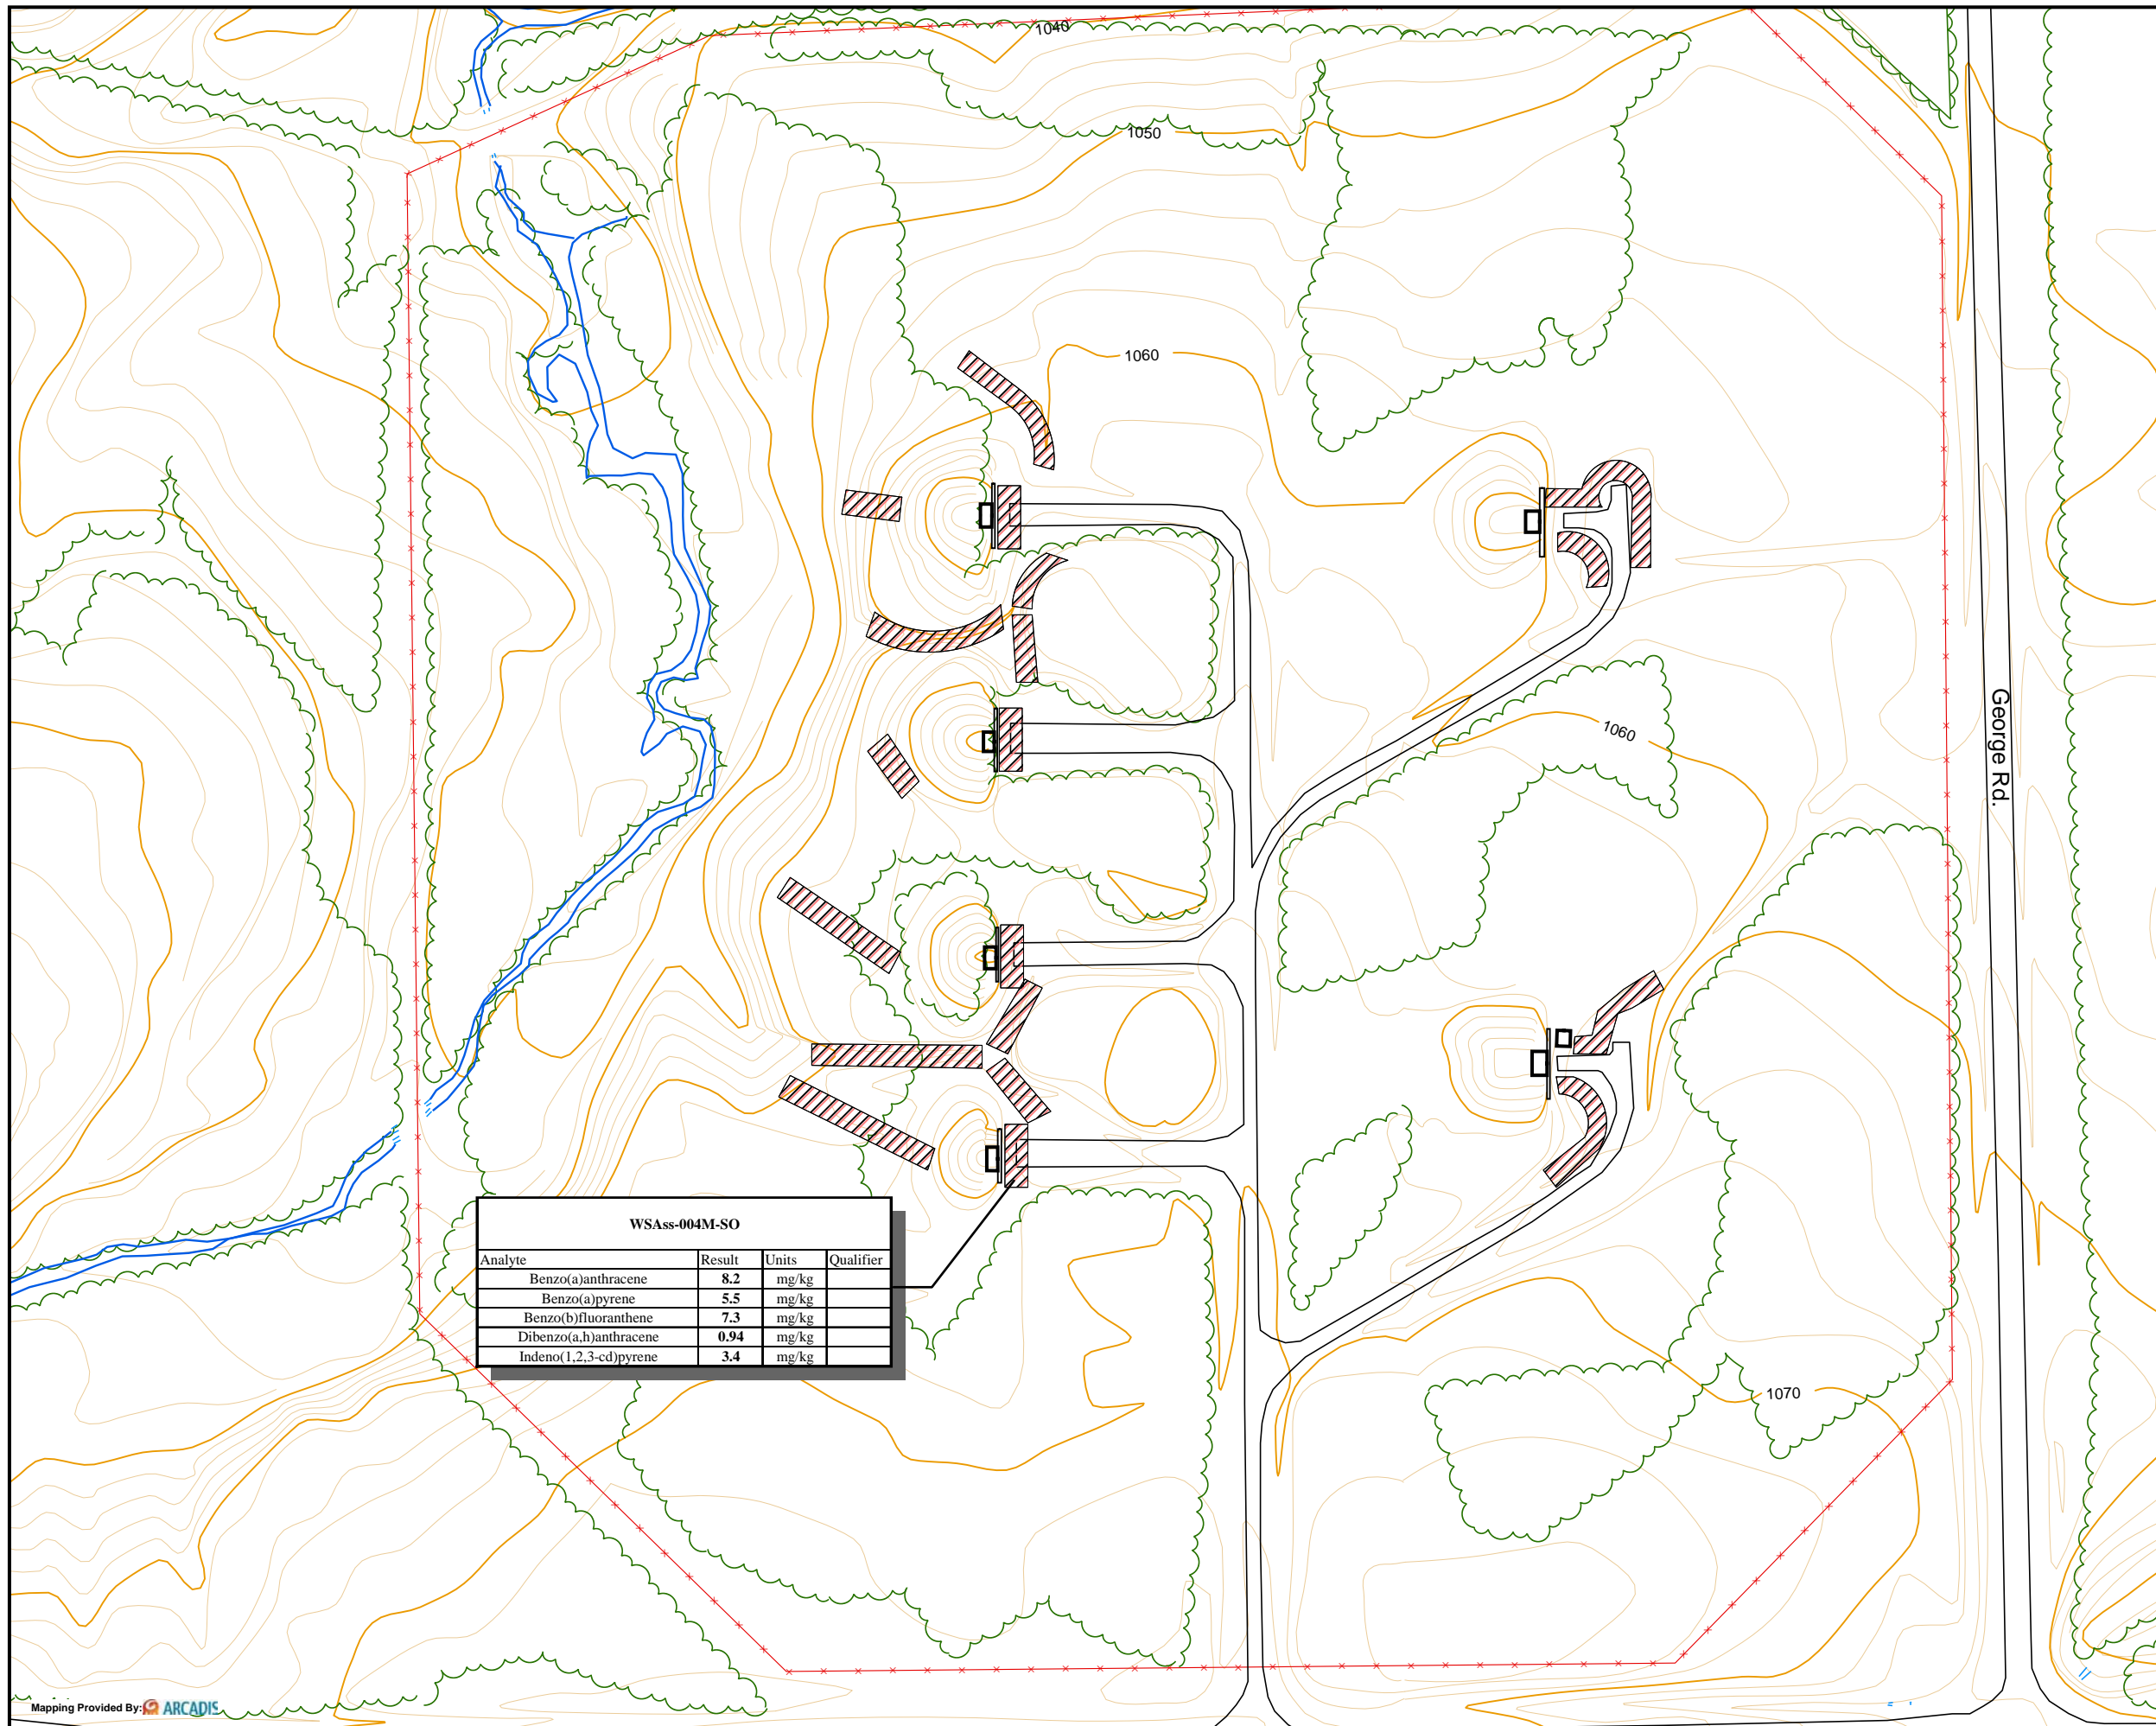 1040
1050
1060
1060
George Rd.
WSAss-004M-SO
Analyte Result Units Qualifier
Benzo(a)anthracene 8.2 mg/kg
Benzo(a)pyrene 5.5 mg/kg
Benzo(b)fluoranthene 7.3 mg/kg
Dibenzo(a,h)anthracene 0.94 mg/kg
Indeno(1,2,3-cd)pyrene 3.4 mg/kg
1070
Mapping Provided By: ARCADIS